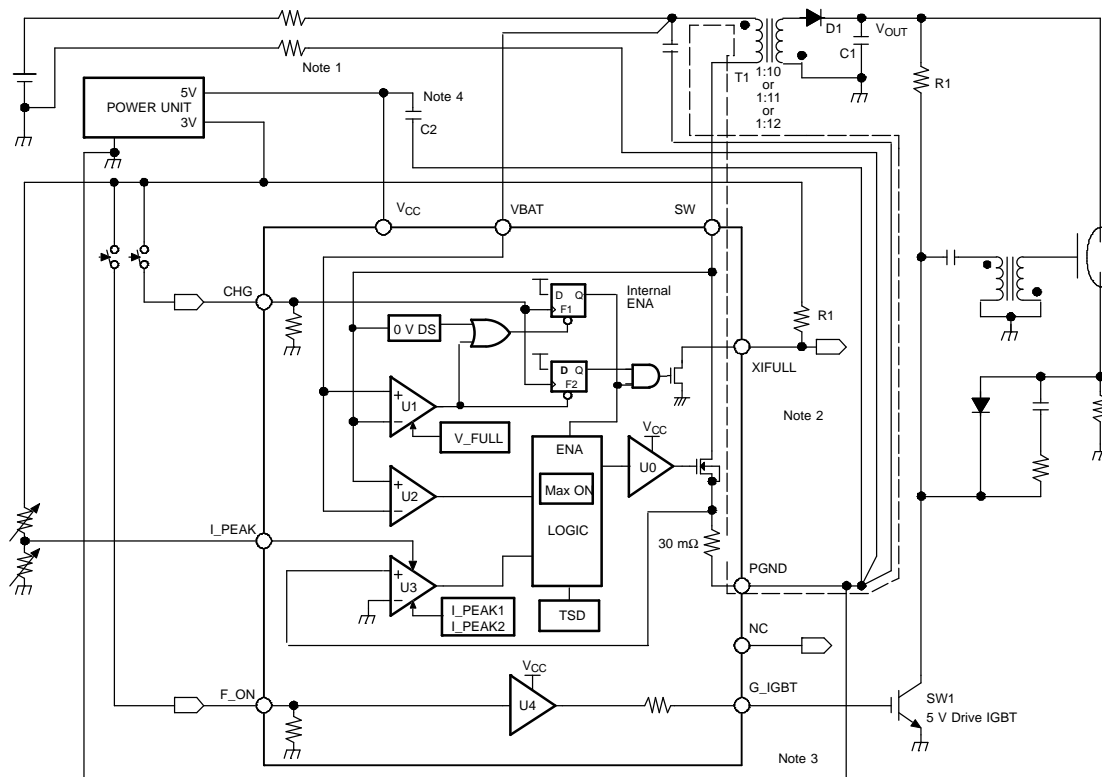 D1
VOUT
C1
R1
Note 1
T1
1:10
or
1:11
or
1:12
POWER UNIT
5V
3V
Note 4
C2
VCC
VBAT
SW
CHG
Internal
ENA
D
Q
F1
0 V DS
D
Q
F2
R1
XIFULL
+
U1
−
V_FULL
Note 2
ENA
VCC
U0
Max ON
+
U2
−
LOGIC
I_PEAK
30 mΩ
PGND
+
U3
−
I_PEAK1
I_PEAK2
TSD
NC
F_ON
VCC
U4
G_IGBT
SW1
5 V Drive IGBT
Note 3